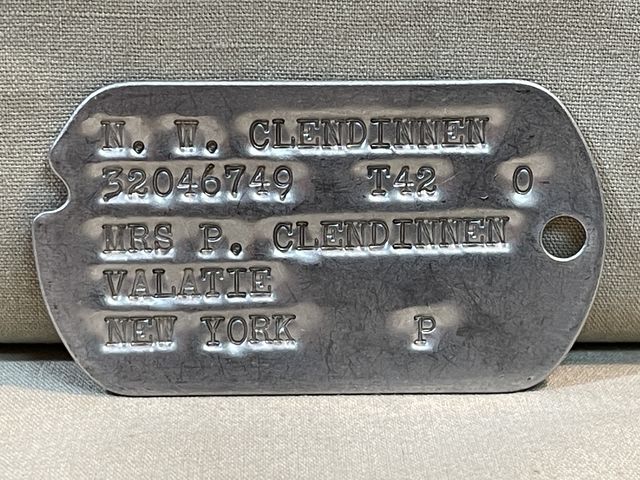 N. W. CLENDINNEN
32046749 T42 O
MRS P. CLENDINNEN
VALATIE
NEW YORK P